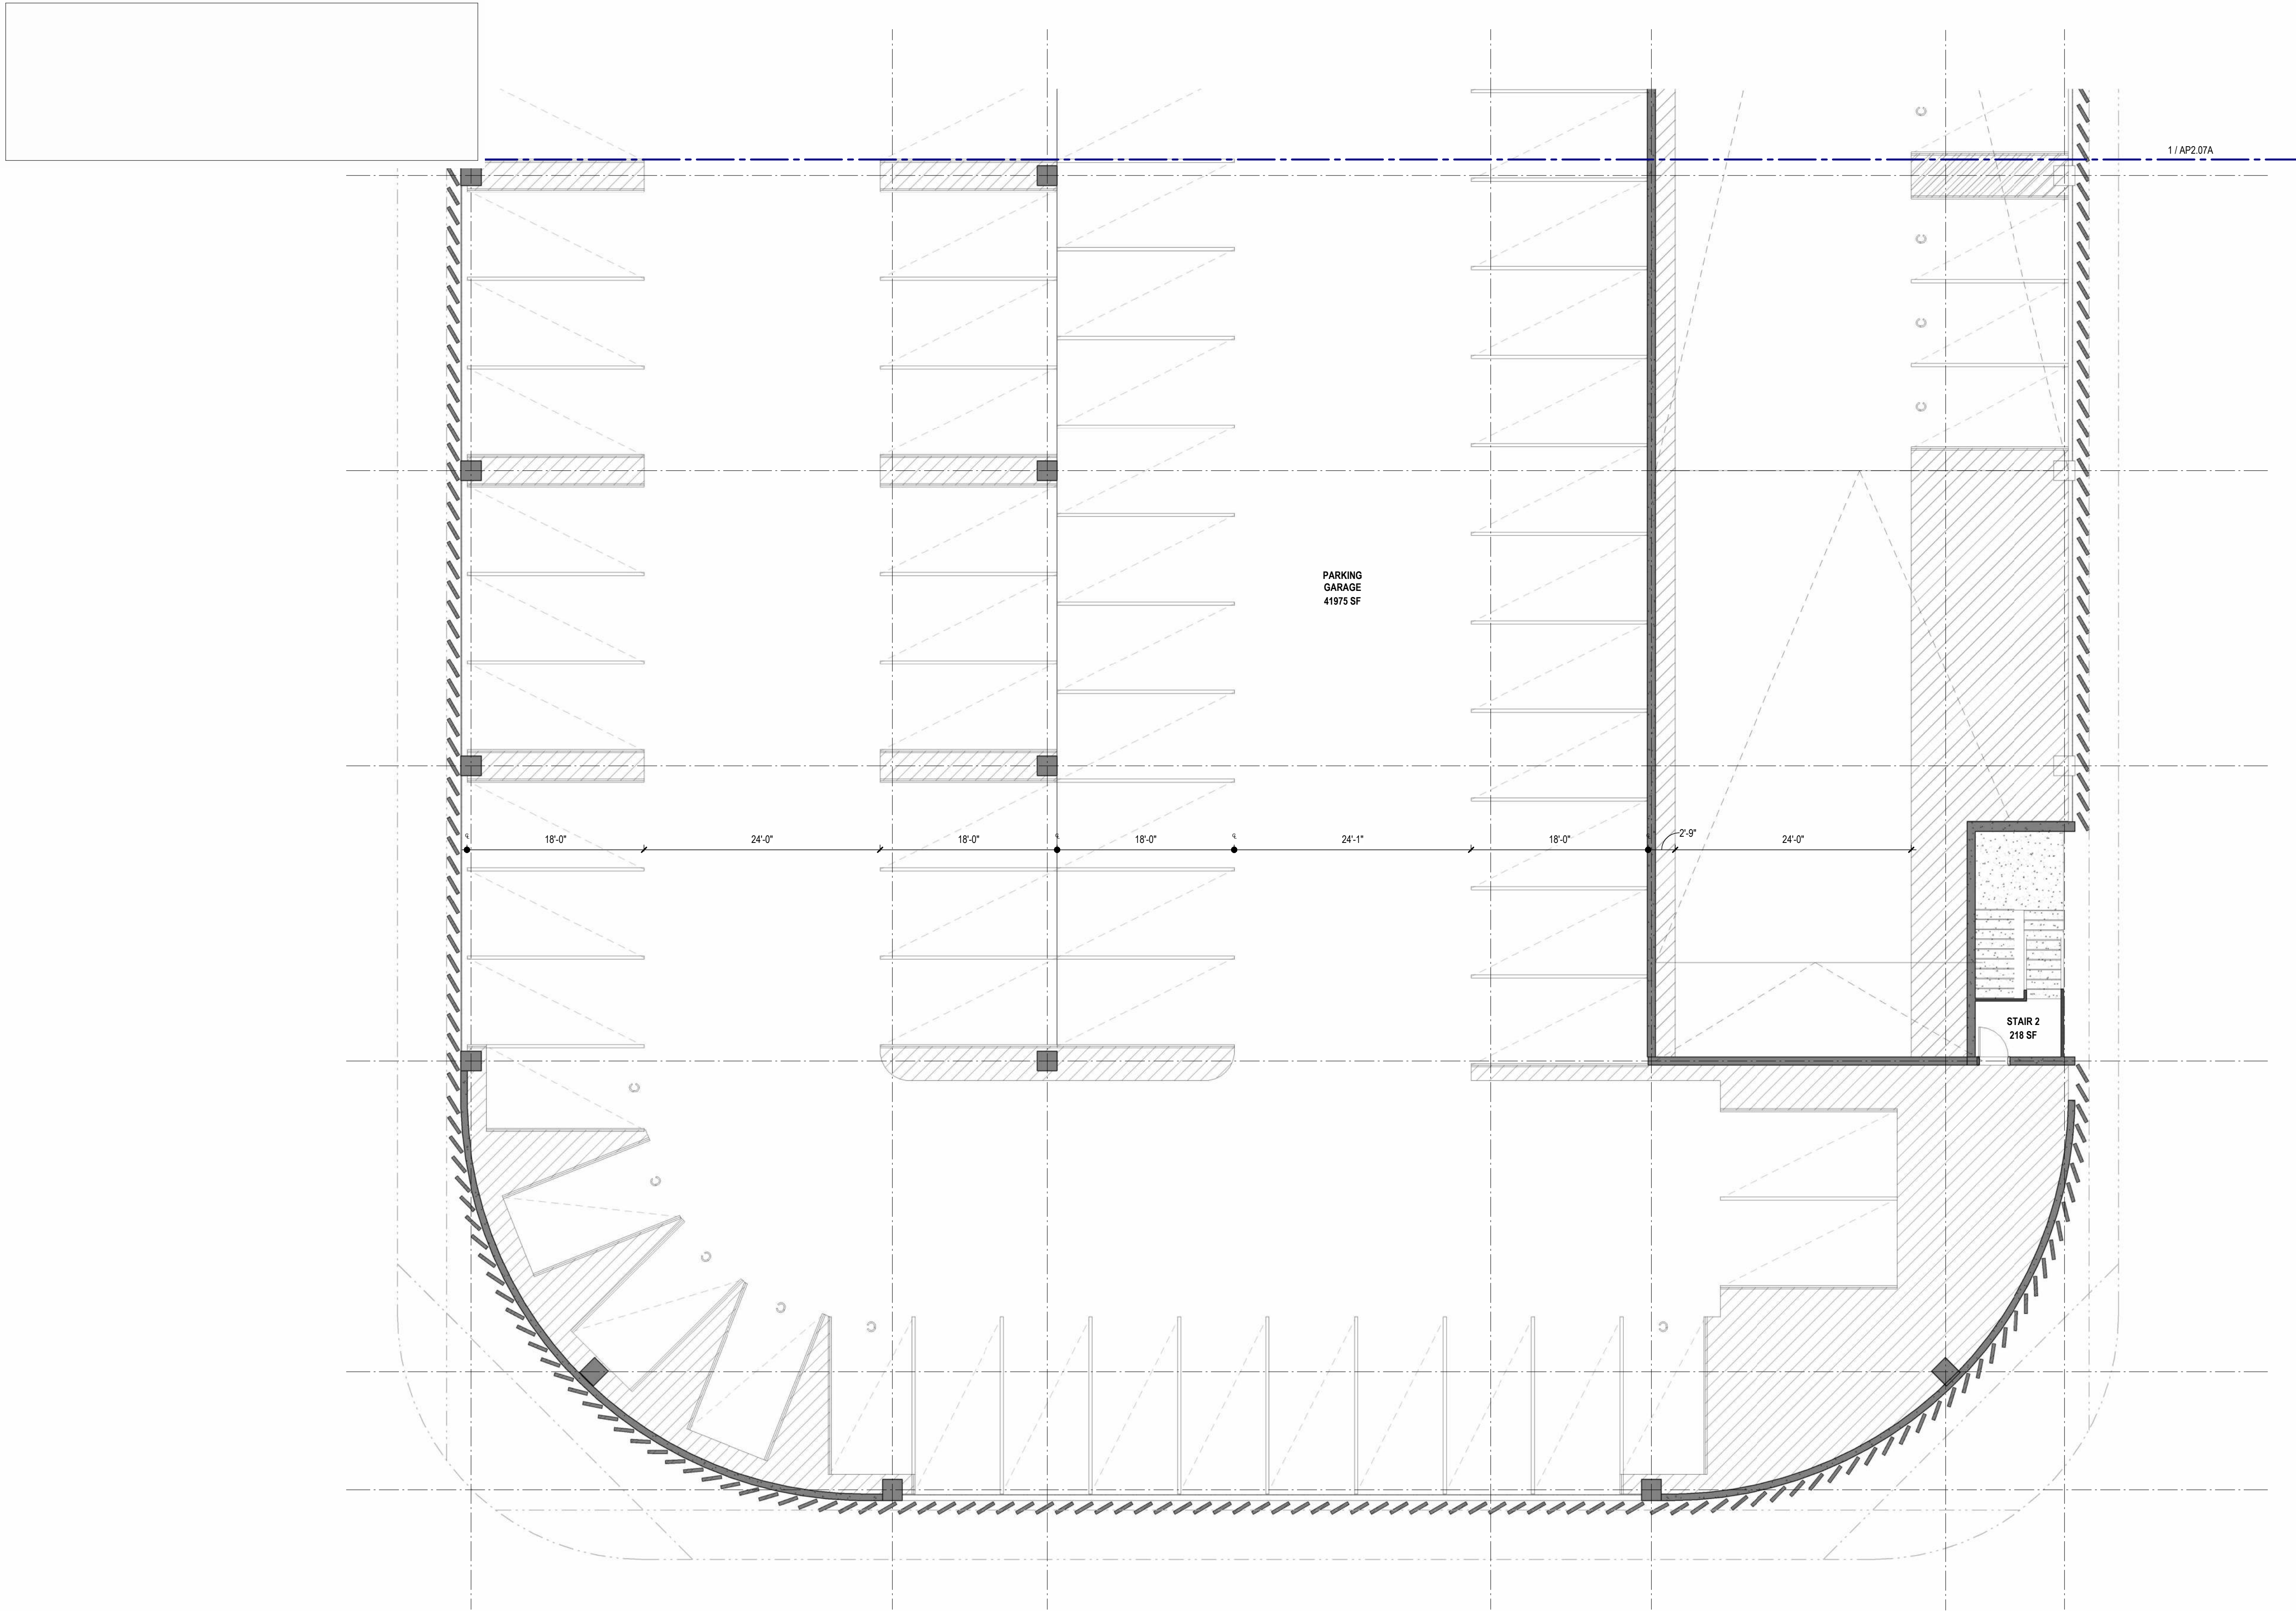 1 / AP2.07A
C
C
C
C
PARKING
GARAGE
41975 SF
18'-0"
24'-0"
18'-0"
18'-0"
24'-1"
18'-0"
2'-9"
24'-0"
STAIR 2
218 SF
C
C
C
C
C
C